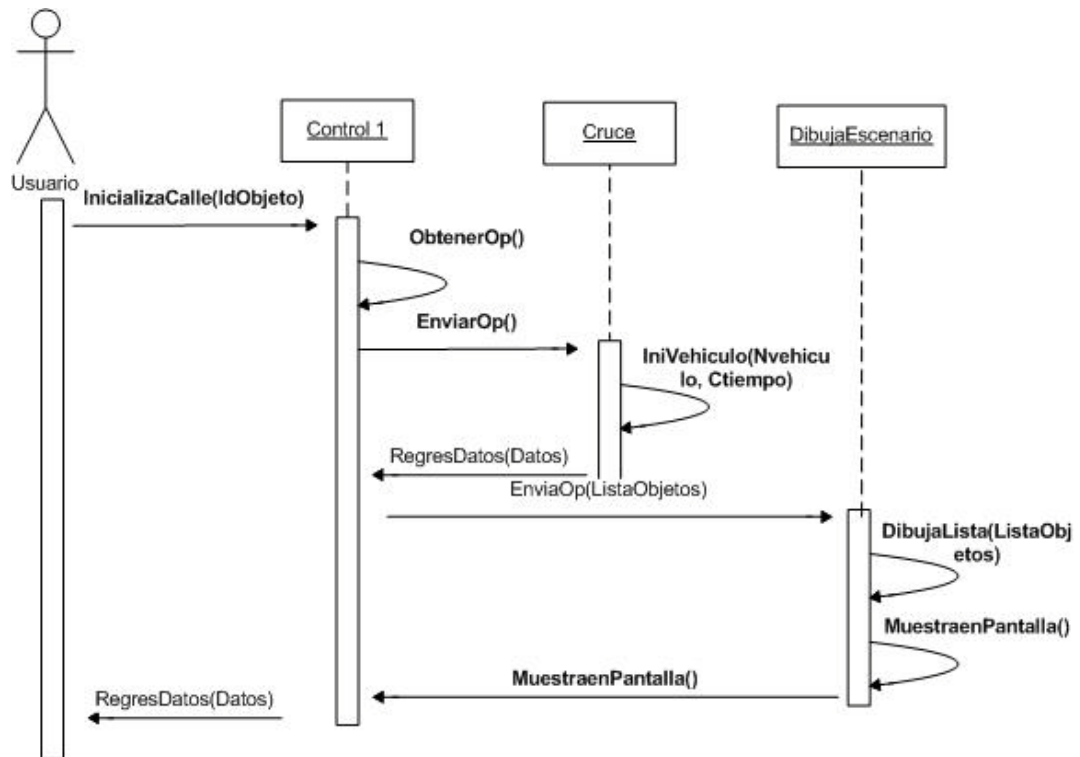 Control 1
Cruce
DibujaEscenario
Usuario
InicializaCalle(IdObjeto)
ObtenerOp()
EnviarOp()
IniVehiculo(Nvehicu
lo, Ctiempo)
RegresDatos(Datos)
EnviaOp(ListaObjetos)
DibujaLista(ListaObj
etos)
MuestraenPantalla()
MuestraenPantalla()
RegresDatos(Datos)